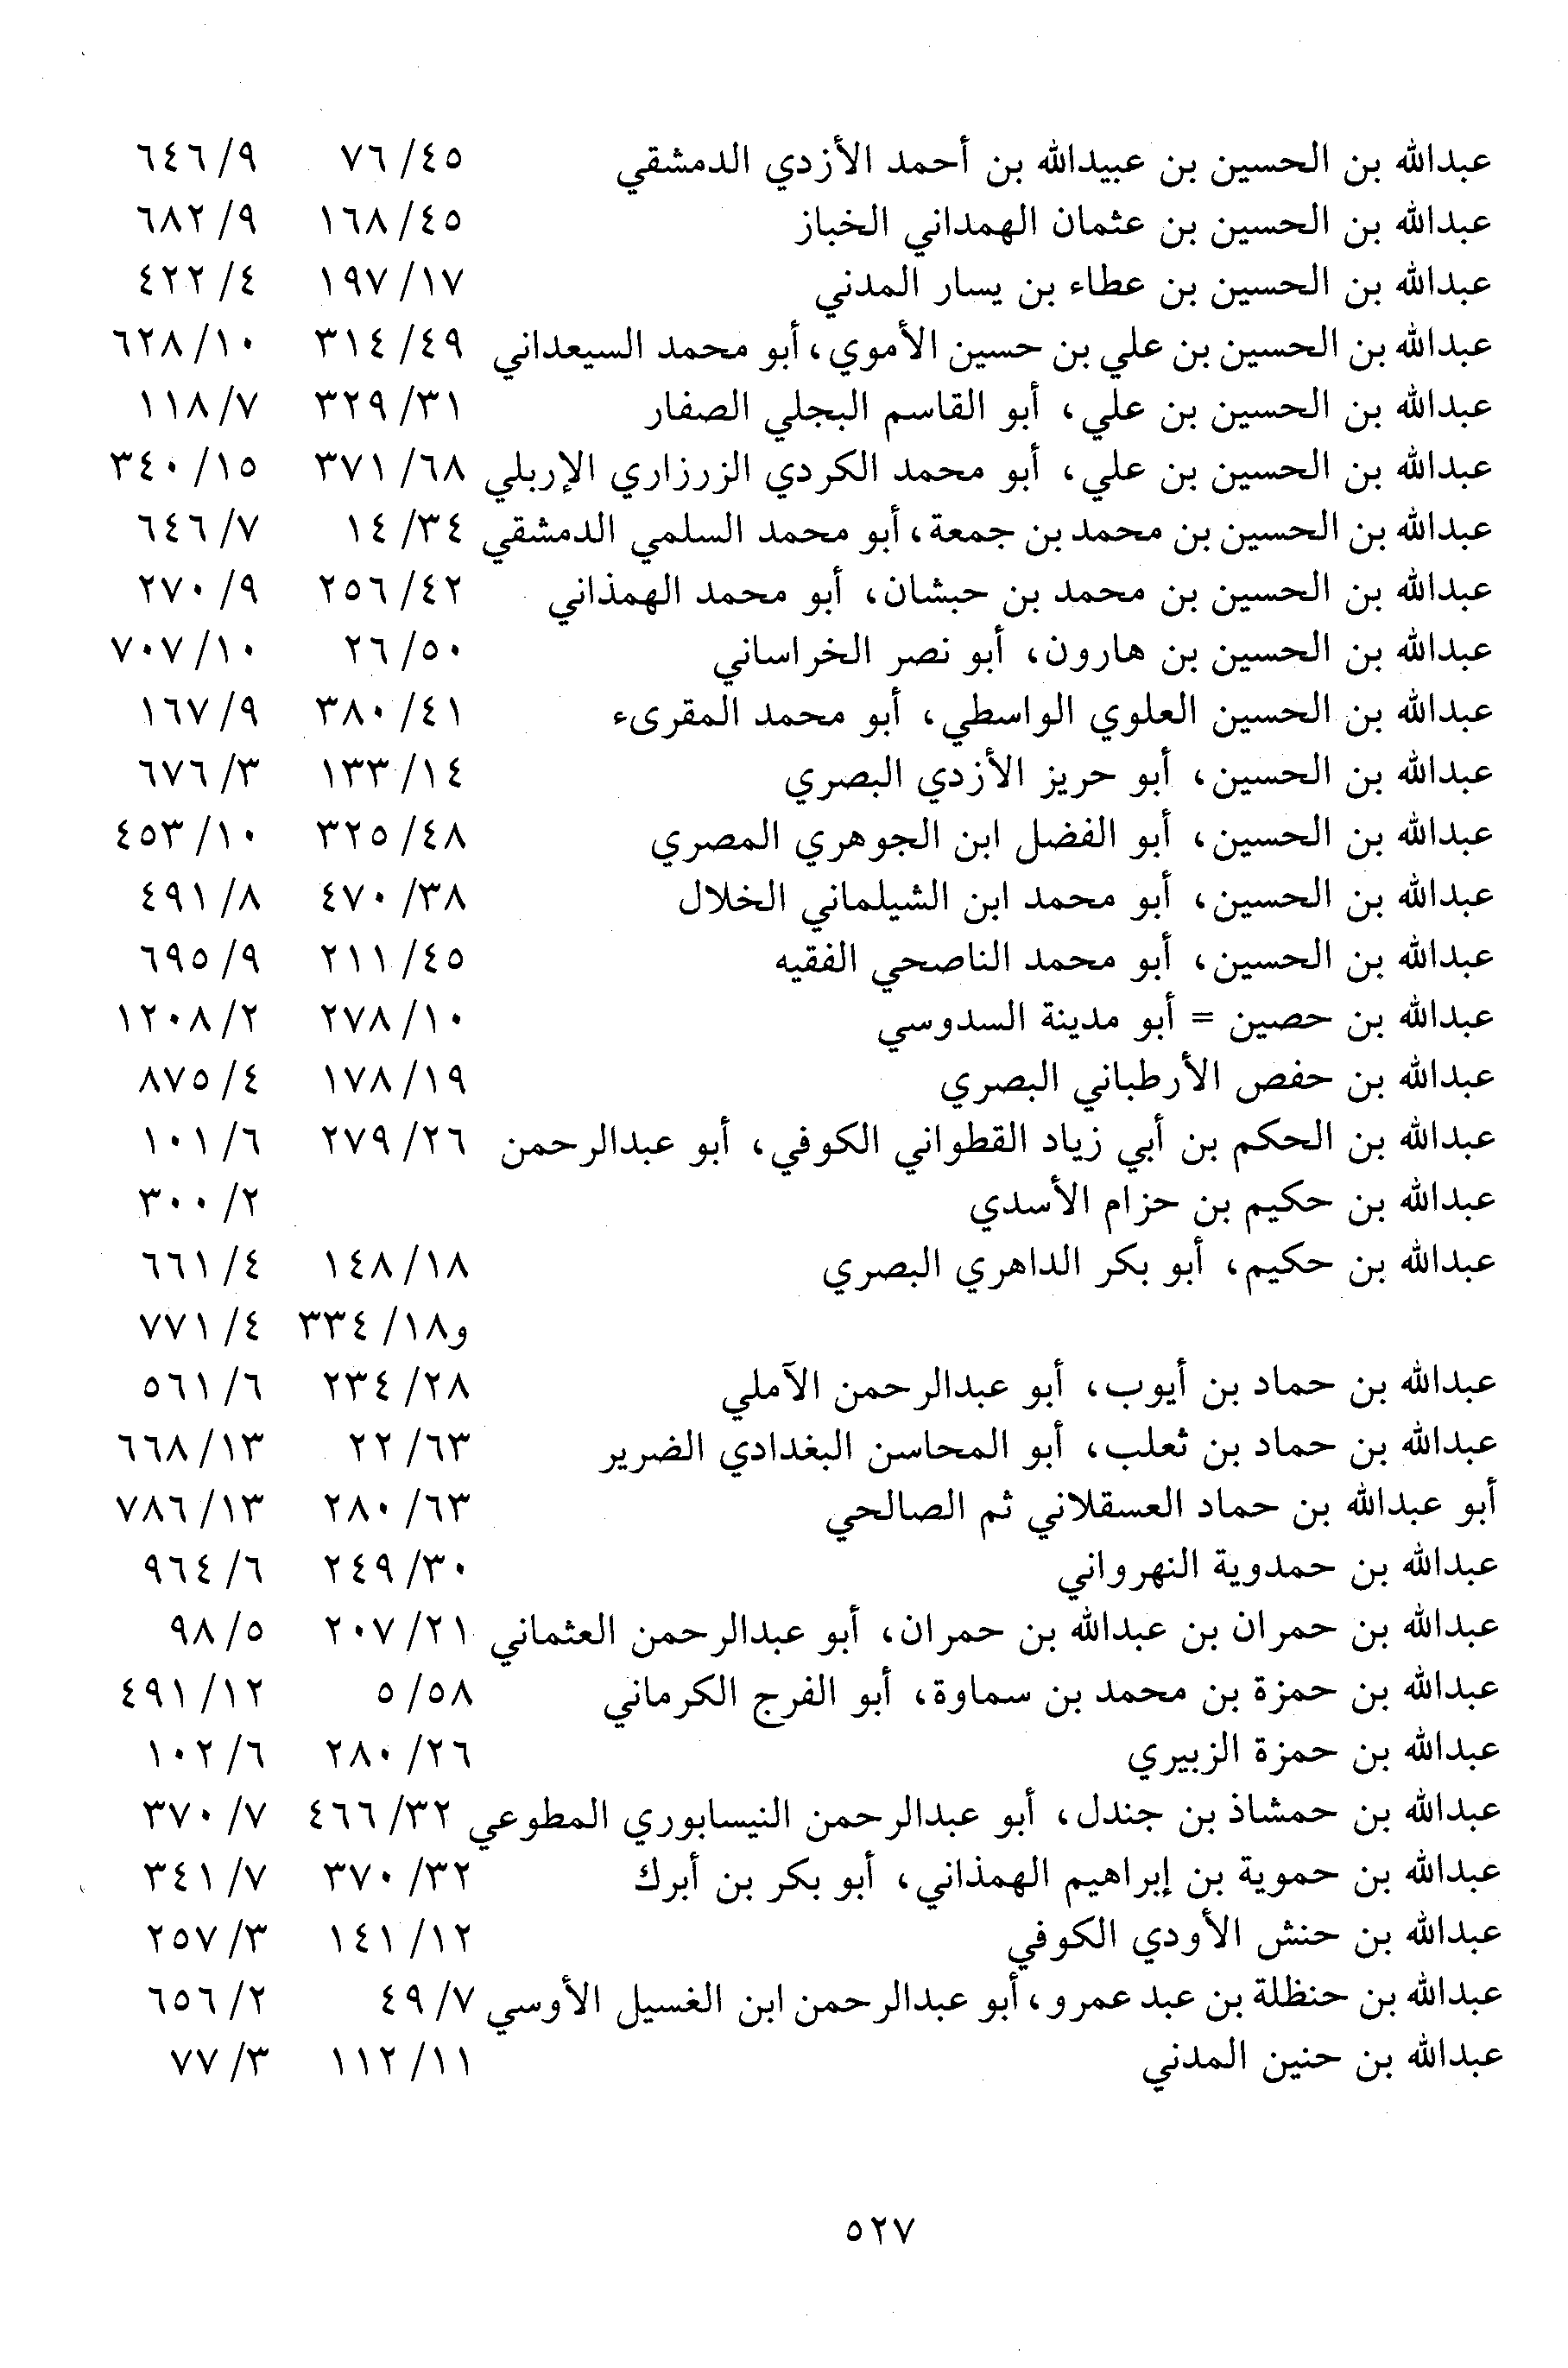 عبدالله بن الحسين بن عبيدالله بن أحمد الأزدي الدمشقي ٤٥/ ٧٦ ٩/ ٦٤٦
عبدالله بن الحسين بن عثمان الهمداني الخباز ٤٥/ ١٦٨ ٩/ ٦٨٢
عبدالله بن الحسين بن عطاء بن يسار المدني ١٧/ ١٩٧ ٤/ ٤٢٢
عبدالله بن الحسين بن علي بن حسين الأموي، أبو محمد السيعداني ٤٩/ ٣١٤ ١٠/ ٦٢٨
عبدالله بن الحسين بن علي، أبو القاسم البجلي الصفار ٣١/ ٣٢٩ ٧/ ١١٨
عبدالله بن الحسين بن علي، أبو محمد الكردي الزرزاري الإربلي ٦٨/ ٣٧١ ١٥/ ٣٤٠
عبدالله بن الحسين بن محمد بن جمعة، أبو محمد السلمي الدمشقي ٣٤/ ١٤ ٧/ ٦٤٦
عبدالله بن الحسين بن محمد بن حبشان، أبو محمد الهمذاني ٤٢/ ٢٥٦ ٩/ ٢٧٠
عبدالله بن الحسين بن هارون، أبو نصر الخراساني ٥٠/ ٢٦ ١٠/ ٧٠٧
عبدالله بن الحسين العلوي الواسطي، أبو محمد المقرىء ٤١/ ٣٨٠ ٩/ ١٦٧
عبدالله بن الحسين، أبو حريز الأزدي البصري ١٤/ ١٣٣ ٣/ ٦٧٦
عبدالله بن الحسين، أبو الفضل ابن الجوهري المصري ٤٨/ ٣٢٥ ١٠/ ٤٥٣
عبدالله بن الحسين، أبو محمد ابن الشيلماني الخلال ٣٨/ ٤٧٠ ٨/ ٤٩١
عبدالله بن الحسين، أبو محمد الناصحي الفقيه ٤٥/ ٢١١ ٩/ ٦٩٥
عبدالله بن حصين = أبو مدينة السدوسي ١٠/ ٢٧٨ ٢/ ١٢٠٨
عبدالله بن حفص الأرطباني البصري ١٩/ ١٧٨ ٤/ ٨٧٥
عبدالله بن الحكم بن أبي زياد القطواني الكوفي، أبو عبدالرحمن ٢٦/ ٢٧٩ ٦/ ١٠١
عبدالله بن حكيم بن حزام الأسدي ٢/ ٣٠٠
عبدالله بن حكيم، أبو بكر الداهري البصري ١٨/ ١٤٨ ٤/ ٦٦١
و١٨/ ٣٣٤ ٤/ ٧٧١
عبدالله بن حماد بن أيوب، أبو عبدالرحمن الآملي ٢٨/ ٢٣٤ ٦/ ٥٦١
عبدالله بن حماد بن ثعلب، أبو المحاسن البغدادي الضرير ٦٣/ ٢٢ ١٣/ ٦٦٨
أبو عبدالله بن حماد العسقلاني ثم الصالحي ٦٣/ ٢٨٠ ١٣/ ٧٨٦
عبدالله بن حمدوية النهرواني ٣٠/ ٢٤٩ ٦/ ٩٦٤
عبدالله بن حمران بن عبدالله بن حمران، أبو عبدالرحمن العثماني ٢١/ ٢٠٧ ٥/ ٩٨
عبدالله بن حمزة بن محمد بن سماوة، أبو الفرج الكرماني ٥٨/ ٥ ١٢/ ٤٩١
عبدالله بن حمزة الزبيري ٢٦/ ٢٨٠ ٦/ ١٠٢
عبدالله بن حمشاذ بن جندل، أبو عبدالرحمن النيسابوري المطوعي ٣٢/ ٤٦٦ ٧/ ٣٧٠
عبدالله بن حموية بن إبراهيم الهمذاني، أبو بكر بن أبرك ٣٢/ ٣٧٠ ٧/ ٣٤١
عبدالله بن حنش الأودي الكوفي ١٢/ ١٤١ ٣/ ٢٥٧
عبدالله بن حنظلة بن عبد عمرو، أبو عبدالرحمن ابن الغسيل الأوسي ٧/ ٤٩ ٢/ ٦٥٦
عبدالله بن حنين المدني ١١/ ١١٢ ٣/ ٧٧
٥٢٧